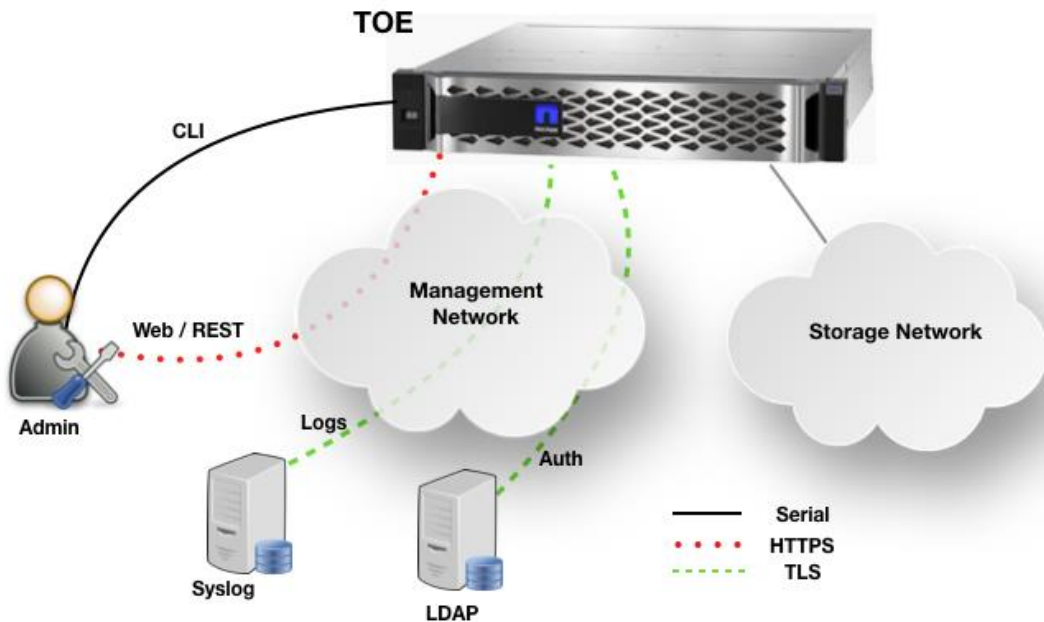 TOE
CLI
Management
Network
Storage Network
Web / REST
Admin
Logs
Auth
Syslog
LDAP
Serial
HTTPS
TLS